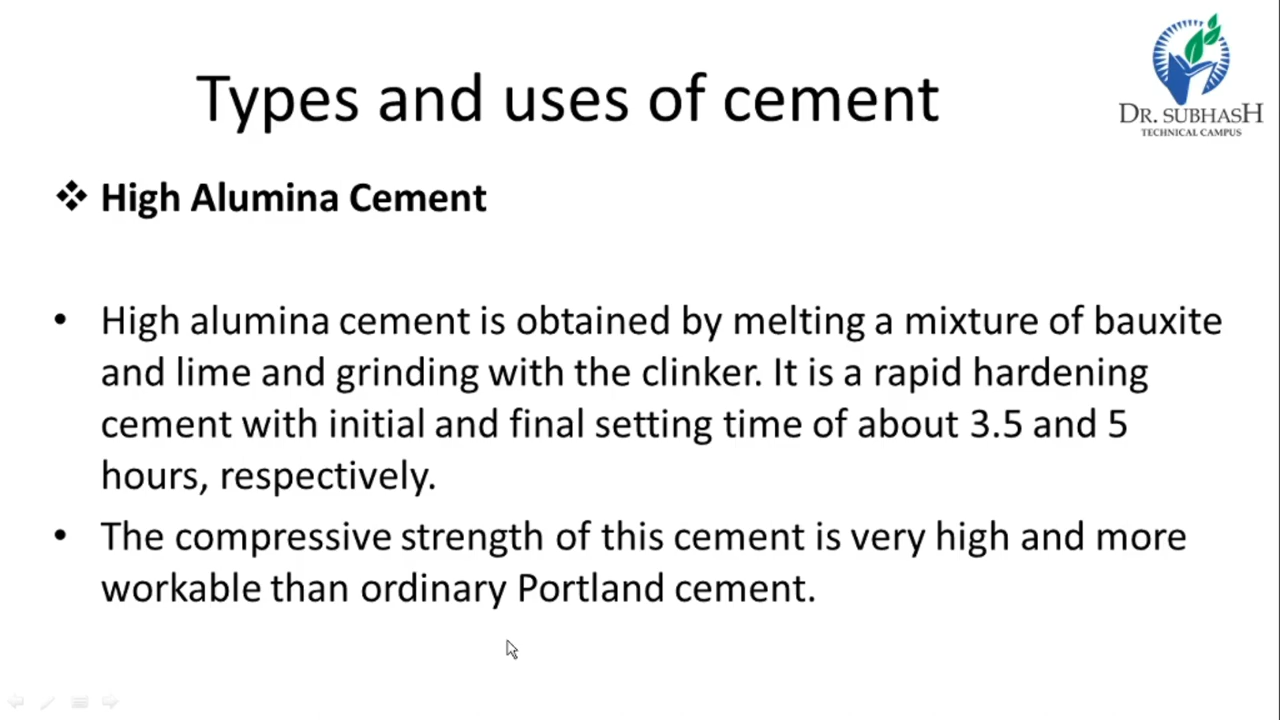 DR. SUBHASH
TECHNICAL CAMPUS
Types and uses of cement
High Alumina Cement
• High alumina cement is obtained by melting a mixture of bauxite
and lime and grinding with the clinker. It is a rapid hardening
cement with initial and final setting time of about 3.5 and 5
hours, respectively.
• The compressive strength of this cement is very high and more
workable than ordinary Portland cement.